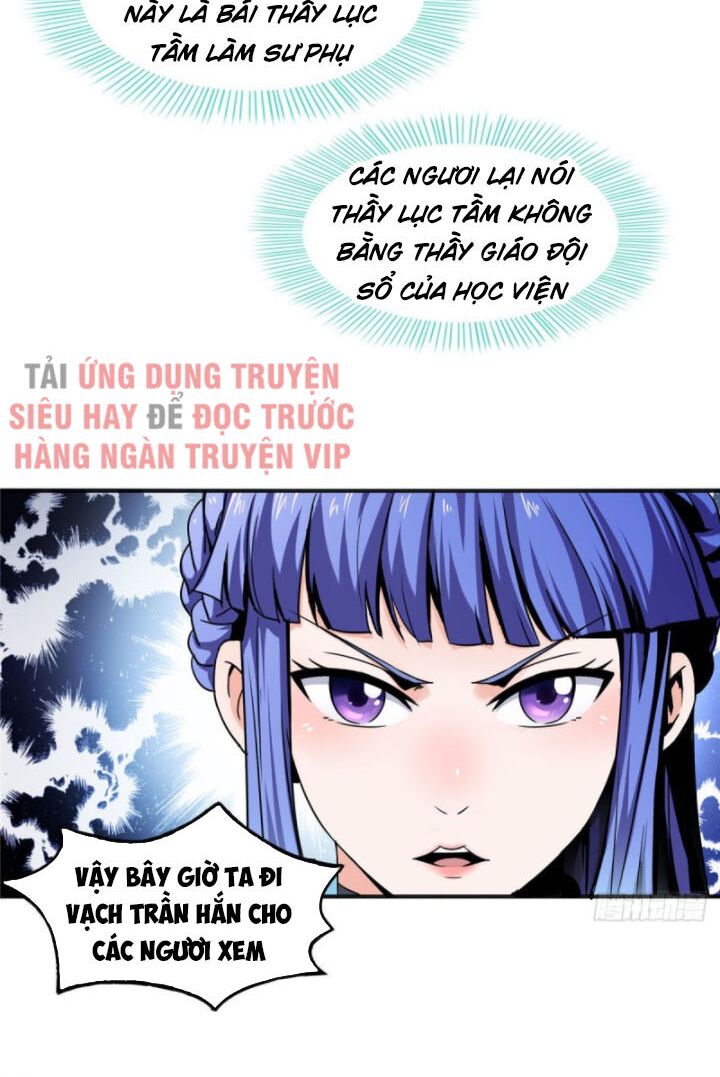 NÀY LÀ BÁI THẦY LỤC
TẦM LÀM SƯ PHỤ
CÁC NGƯƠI LẠI NÓI
THẦY LỤC TẦM KHÔNG
BẰNG THẦY GIÁO ĐỘI
SỔ CỦA HỌC VIỆN
TẢI ỨNG DỤNG TRUYỆN
SIÊU HAY ĐỂ ĐỌC TRƯỚC
HÀNG NGÀN TRUYỆN VIP
VẬY BÂY GIỜ TA ĐI
VẠCH TRẦN HẮN CHO
CÁC NGƯƠI XEM